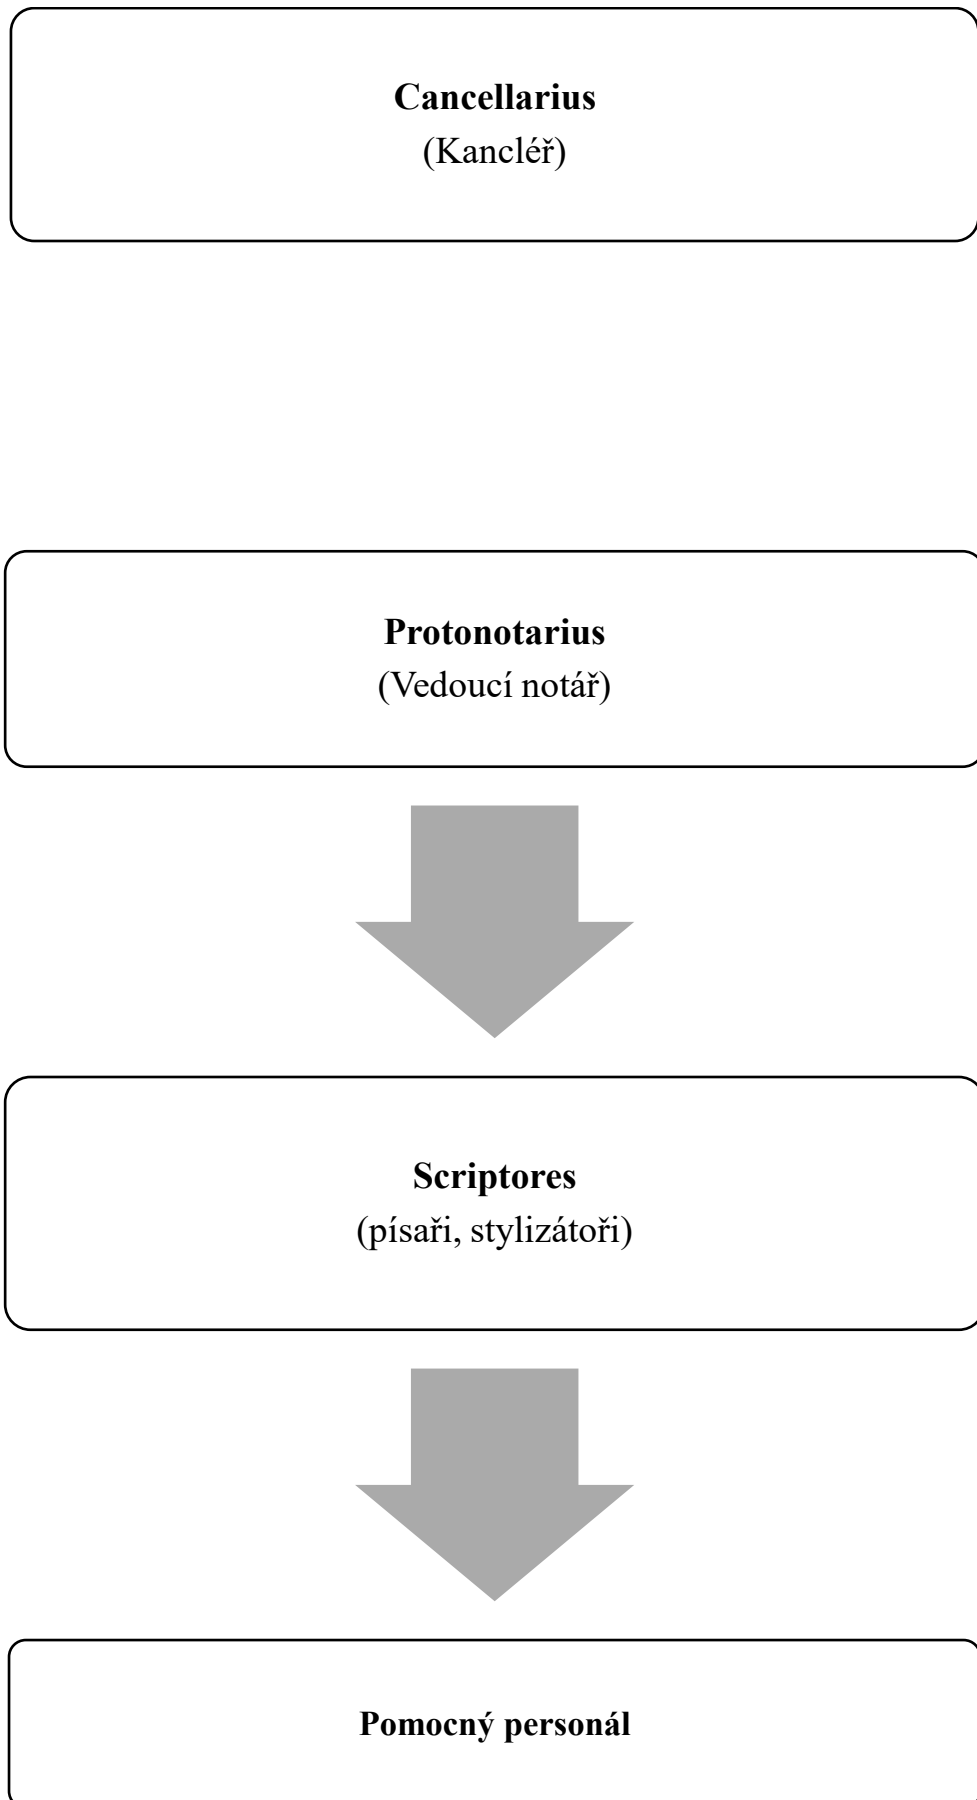 Cancellarius
(Kancléř)
Protonotarius
(Vedoucí notář)
Scriptores
(písaři, stylizátoři)
Pomocný personál